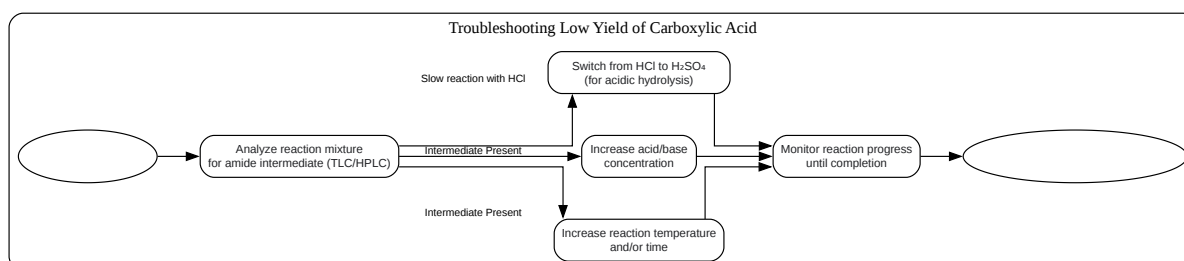 Troubleshooting Low Yield of Carboxylic Acid
Slow reaction with HCl
Switch from HCl to H₂SO₄
(for acidic hydrolysis)
Analyze reaction mixture
for amide intermediate (TLC/HPLC)
Intermediate Present
Increase acid/base
concentration
Monitor reaction progress
until completion
Intermediate Present
Increase reaction temperature
and/or time